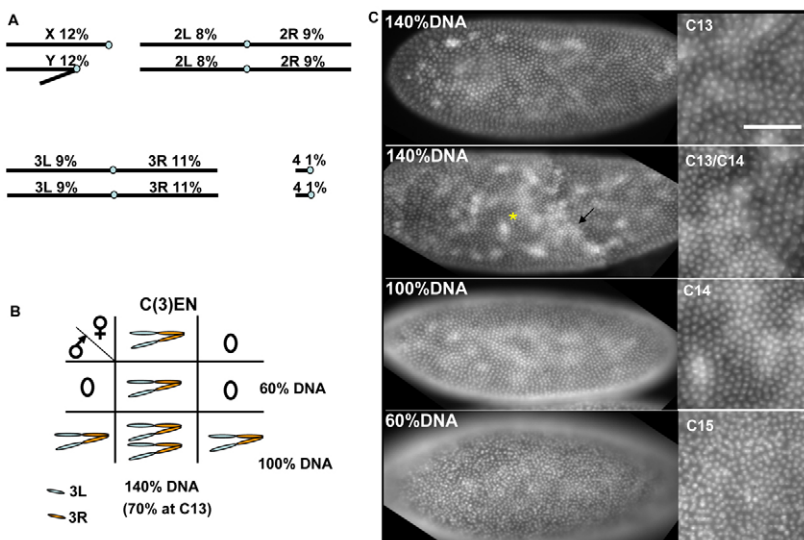 A
X 12%
2L 8% 2R 9%
Y 12%
2L 8% 2R 9%
3L 9% 3R 11% 4 1%
3L 9% 3R 11% 4 1%
B
C(3)EN
♂ ♀ 0
0 0 60% DNA
100% DNA
3L
3R
140% DNA
(70% at C13)
C
140%DNA C13
140%DNA C13/C14
*
100%DNA C14
60%DNA C15